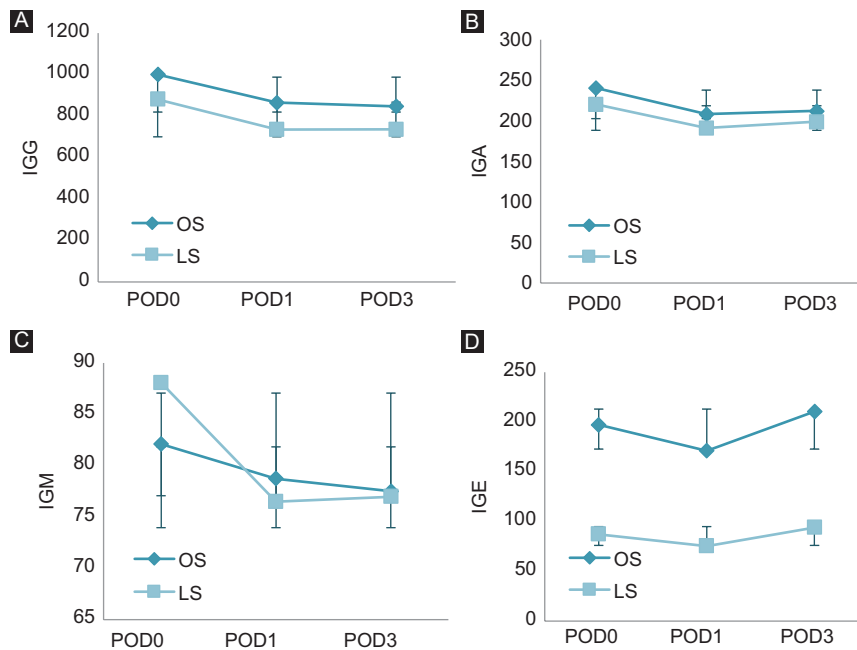 A
1200
1000
800
600
400
200
0
IGG
OS
LS
POD0 POD1 POD3
B
300
250
200
150
100
50
0
IGA
OS
LS
POD0 POD1 POD3
C
90
85
80
75
70
65
IGM
OS
LS
POD0 POD1 POD3
D
250
200
150
100
50
0
IGE
OS
LS
POD0 POD1 POD3